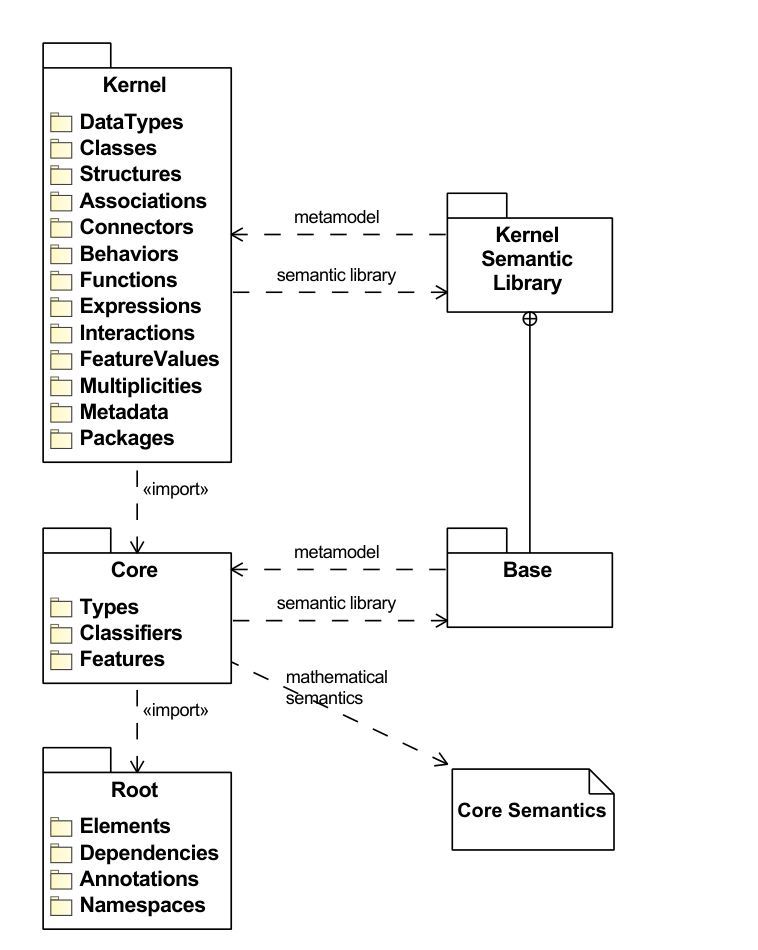 Kernel
DataTypes
Classes
Structures
Associations
Connectors
Behaviors
Functions
Expressions
Interactions
FeatureValues
Multiplicities
Metadata
Packages
metamodel
semantic library
Kernel
Semantic
Library
«import»
Core
Types
Classifiers
Features
metamodel
semantic library
Base
mathematical
semantics
«import»
Root
Elements
Dependencies
Annotations
Namespaces
Core Semantics